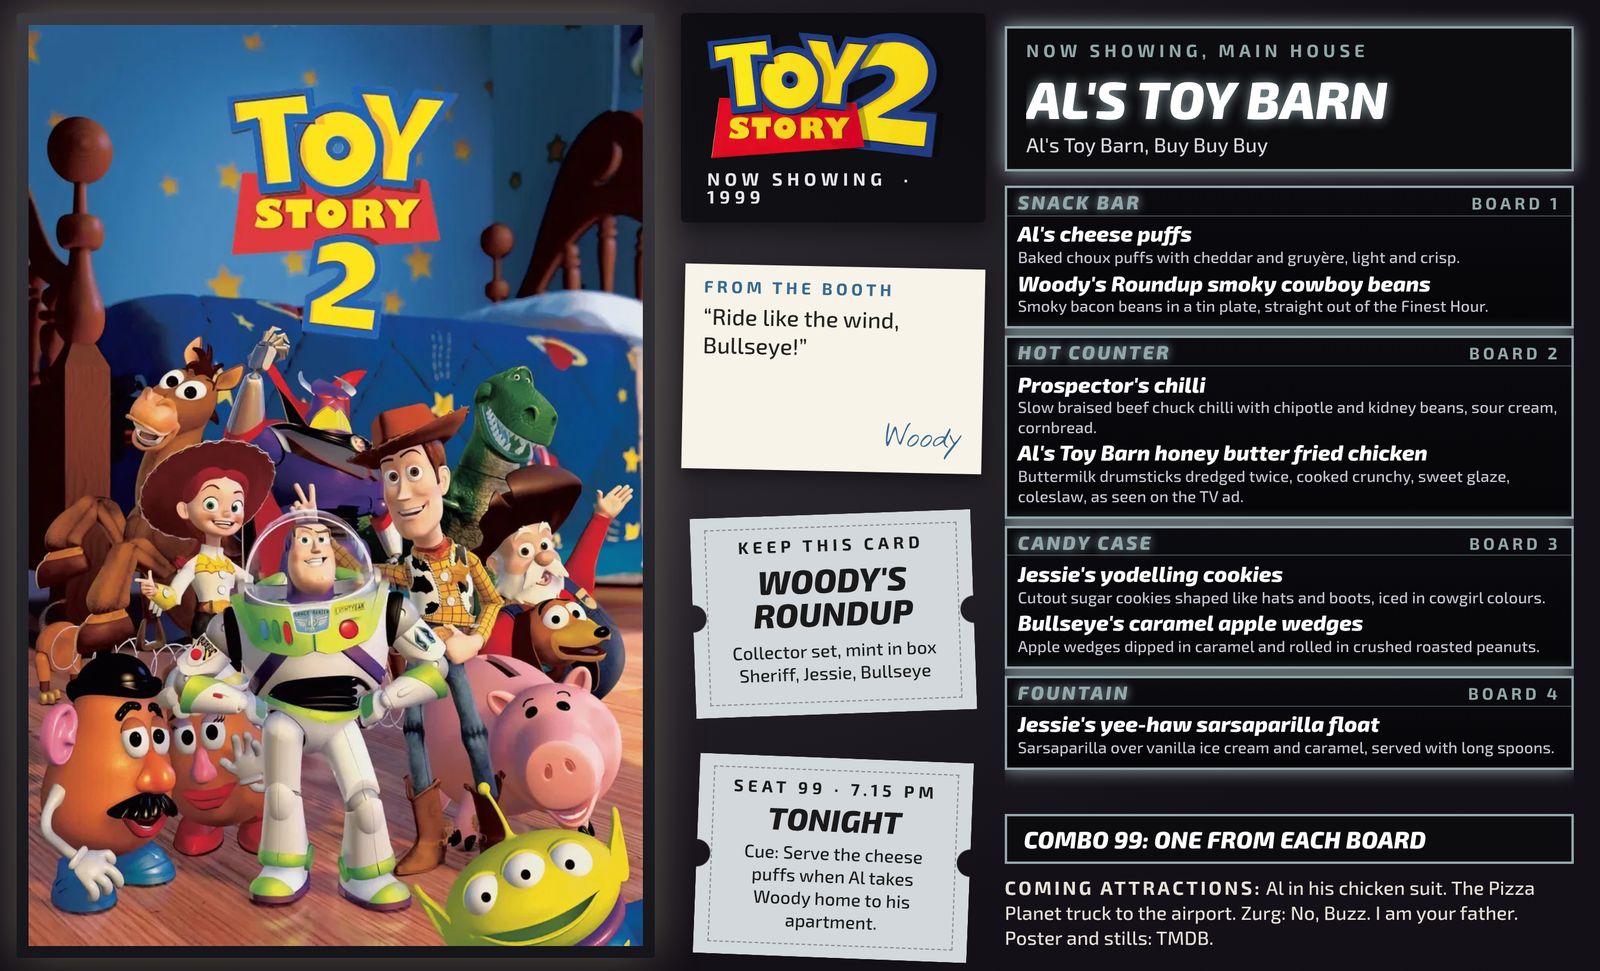 TOY
STORY
2
SPACE RANGER
LIGHTYEAR
TOY 2
STORY
NOW SHOWING ·
1999
FROM THE BOOTH
“Ride like the wind,
Bullseye!”
Woody
KEEP THIS CARD
WOODY'S
ROUNDUP
Collector set, mint in box
Sheriff, Jessie, Bullseye
SEAT 99 · 7.15 PM
TONIGHT
Cue: Serve the cheese
puffs when Al takes
Woody home to his
apartment.
NOW SHOWING, MAIN HOUSE
AL'S TOY BARN
Al's Toy Barn, Buy Buy Buy
SNACK BAR BOARD 1
Al's cheese puffs
Baked choux puffs with cheddar and gruyère, light and crisp.
Woody's Roundup smoky cowboy beans
Smoky bacon beans in a tin plate, straight out of the Finest Hour.
HOT COUNTER BOARD 2
Prospector's chilli
Slow braised beef chuck chilli with chipotle and kidney beans, sour cream,
cornbread.
Al's Toy Barn honey butter fried chicken
Buttermilk drumsticks dredged twice, cooked crunchy, sweet glaze,
coleslaw, as seen on the TV ad.
CANDY CASE BOARD 3
Jessie's yodelling cookies
Cutout sugar cookies shaped like hats and boots, iced in cowgirl colours.
Bullseye's caramel apple wedges
Apple wedges dipped in caramel and rolled in crushed roasted peanuts.
FOUNTAIN BOARD 4
Jessie's yee-haw sarsaparilla float
Sarsaparilla over vanilla ice cream and caramel, served with long spoons.
COMBO 99: ONE FROM EACH BOARD
COMING ATTRACTIONS: Al in his chicken suit. The Pizza
Planet truck to the airport. Zurg: No, Buzz. I am your father.
Poster and stills: TMDB.